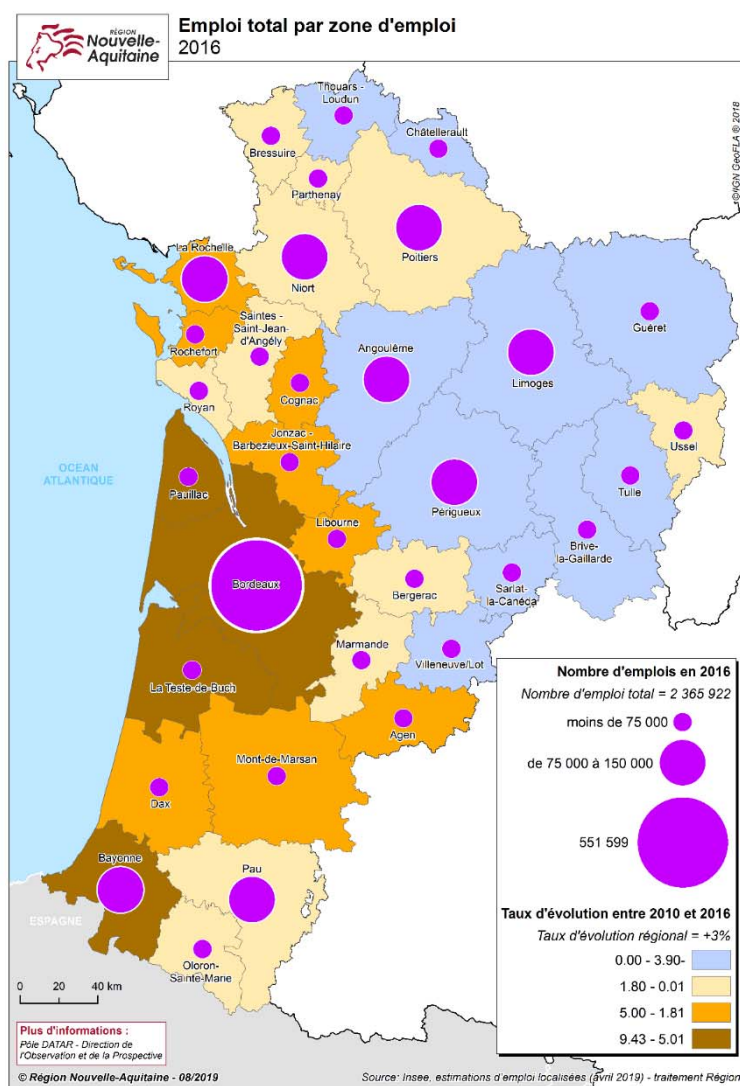 RÉGION
Nouvelle-
Aquitaine
Emploi total par zone d'emploi
2016
©IGN GeoFLA ® 2018
Thouars -
Loudun
Châtellerault
Bressuire
Parthenay
Poitiers
La Rochelle
Niort
Guéret
Saintes -
Saint-Jean-
d'Angély
Rochefort
Angoulême
Limoges
Cognac
Royan
Ussel
Jonzac -
Barbezieux-Saint-Hilaire
OCEAN
ATLANTIQUE
Pauillac
Tulle
Périgueux
Libourne
Brive-
la-Gaillarde
Bordeaux
Bergerac
Sarlat-
la-Canéda
Marmande
Villeneuve/Lot
La Teste-de-Buch
Agen
Mont-de-Marsan
Dax
Bayonne
Pau
ESPAGNE
Oloron-
Sainte-Marie
Nombre d'emplois en 2016
Nombre d'emploi total = 2 365 922
moins de 75 000
de 75 000 à 150 000
551 599
Taux d'évolution entre 2010 et 2016
Taux d'évolution régional = +3%
0.00 - 3.90-
1.80 - 0.01
5.00 - 1.81
9.43 - 5.01
0 20 40 km
Plus d'informations :
Pôle DATAR - Direction de
l'Observation et de la Prospective
© Région Nouvelle-Aquitaine - 08/2019
Source: Insee, estimations d'emploi localisées (avril 2019) - traitement Région